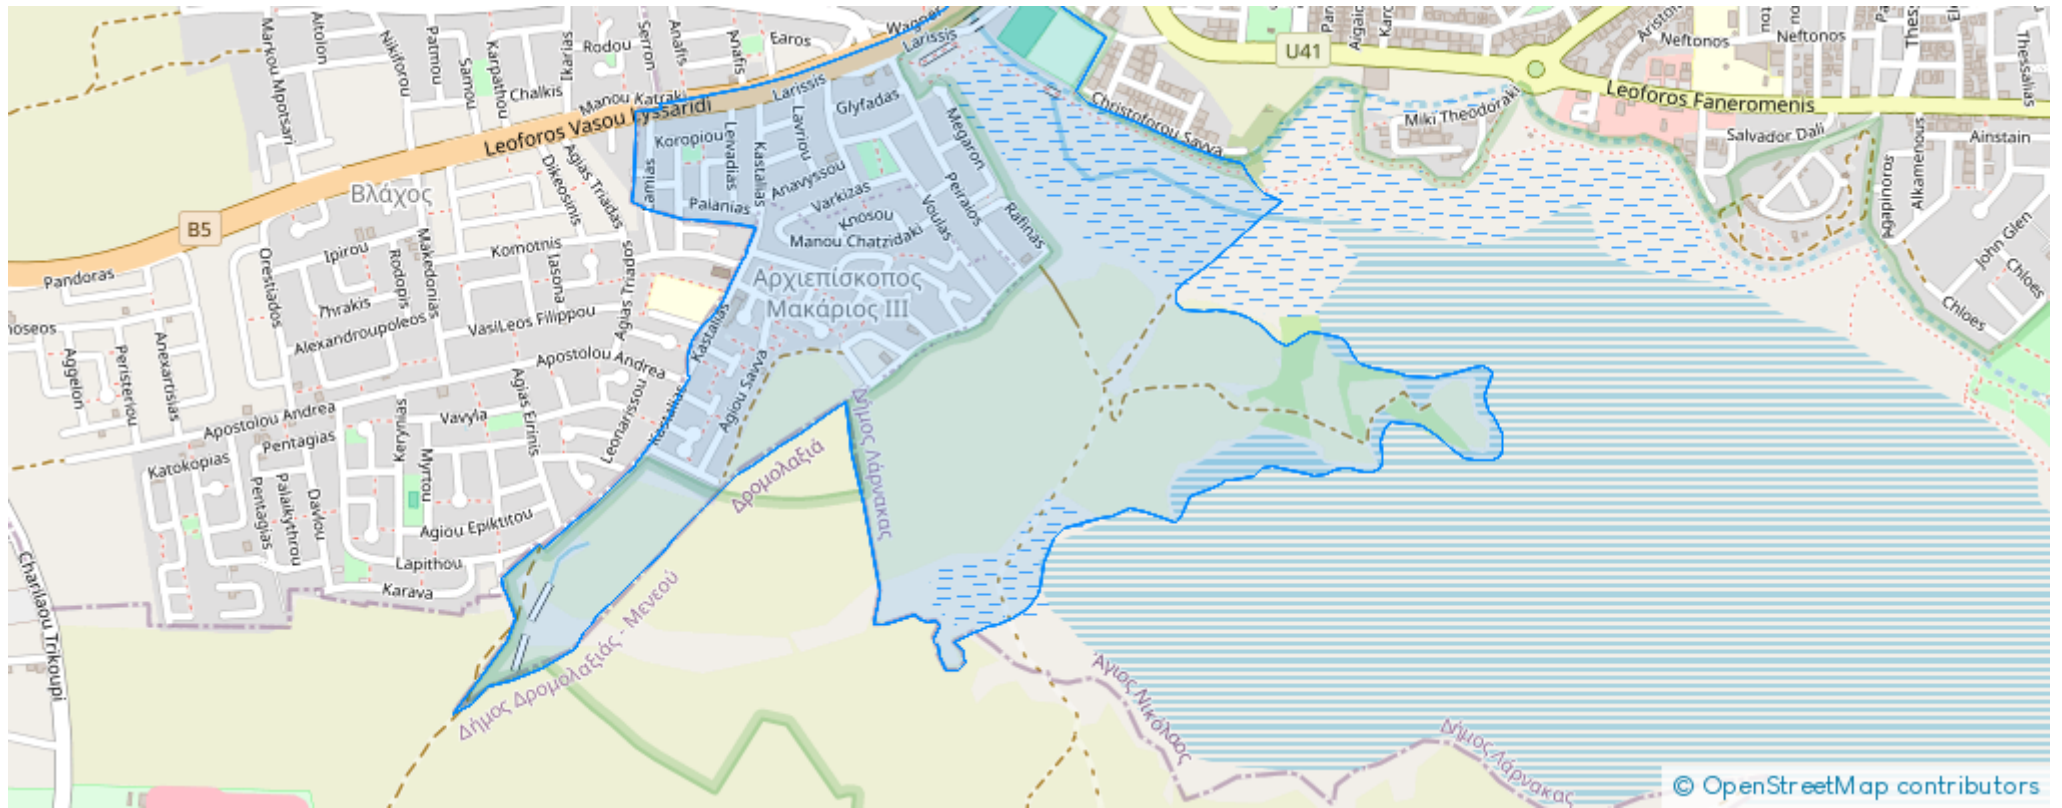 Markou Mpotsari
Aitolon
Nikiforou
Patmou
Samou
Karpathou
Chalkis
Ikarias
Rodou
Serron
Anafis
Anafis
Earos
Wagner
Larissis
Larissis
Manou Katraki
Leoforos Vasou Lyssaridi
U41
Neftonos
Neftonos
Thessalias
Leoforos Faneromenis
Miki Theodoraki
Salvador Dali
Ainstain
Alkamenous
Agapinoros
John Glen
Chloes
Chloes
Christoforou Savva
Glyfadas
Megaron
Lavriou
Koropiou
Levadias
Kastalias
Anavyssou
Palanias
Varkizas
Knosou
Manou Chatzidaki
Voulas
Peiraios
Rafinas
Βλάχος
B5
Dikeosinis
Agias Triadas
Pandoras
Orestiados
Ipirou
Rodopis
Makedonias
Komotnis
Iasona
Agias Triados
Αρχιεπίσκοπος
Μακάριος III
Thrakis
Alexandroupoleos
VasiLeos Filippou
Kastalias
Aggelon
Peristeriou
Anexartisias
Apostolou Andrea
Apostolou Andrea
Agiou Savva
Kastalias
Leonarissou
Agias Eirinis
Vavyla
Keryneias
Myrtou
Pentagias
Katokopias
Pentagias
Palaikythrou
Davlou
Agiou Epiktitou
Lapithou
Karava
Charilaou Trikoupi
Δρομολαξιά
Δήμος Λάρνακας
Δήμος Δρομολαξιάς - Μενεού
Άγιος Νικόλαος
Δήμος Λάρνακας
© OpenStreetMap contributors